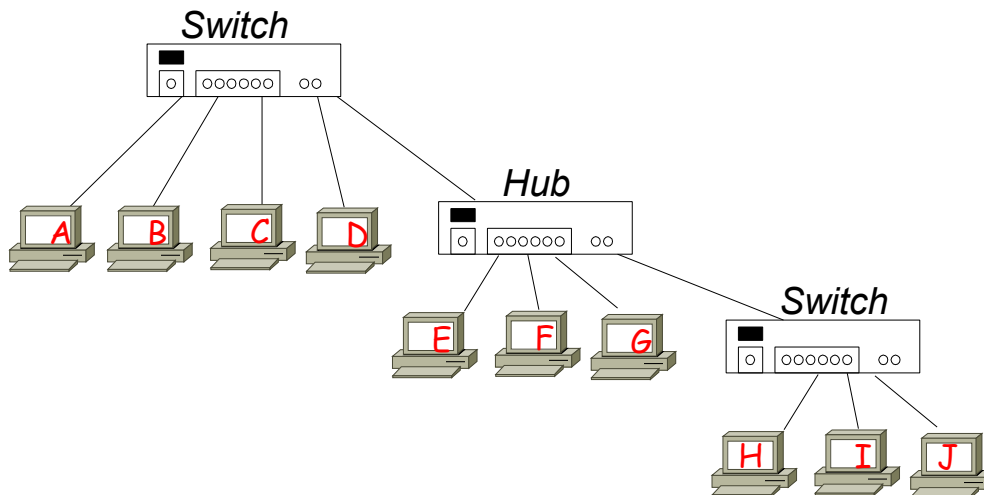 Switch
A B C D
Hub
E F G
Switch
H I J